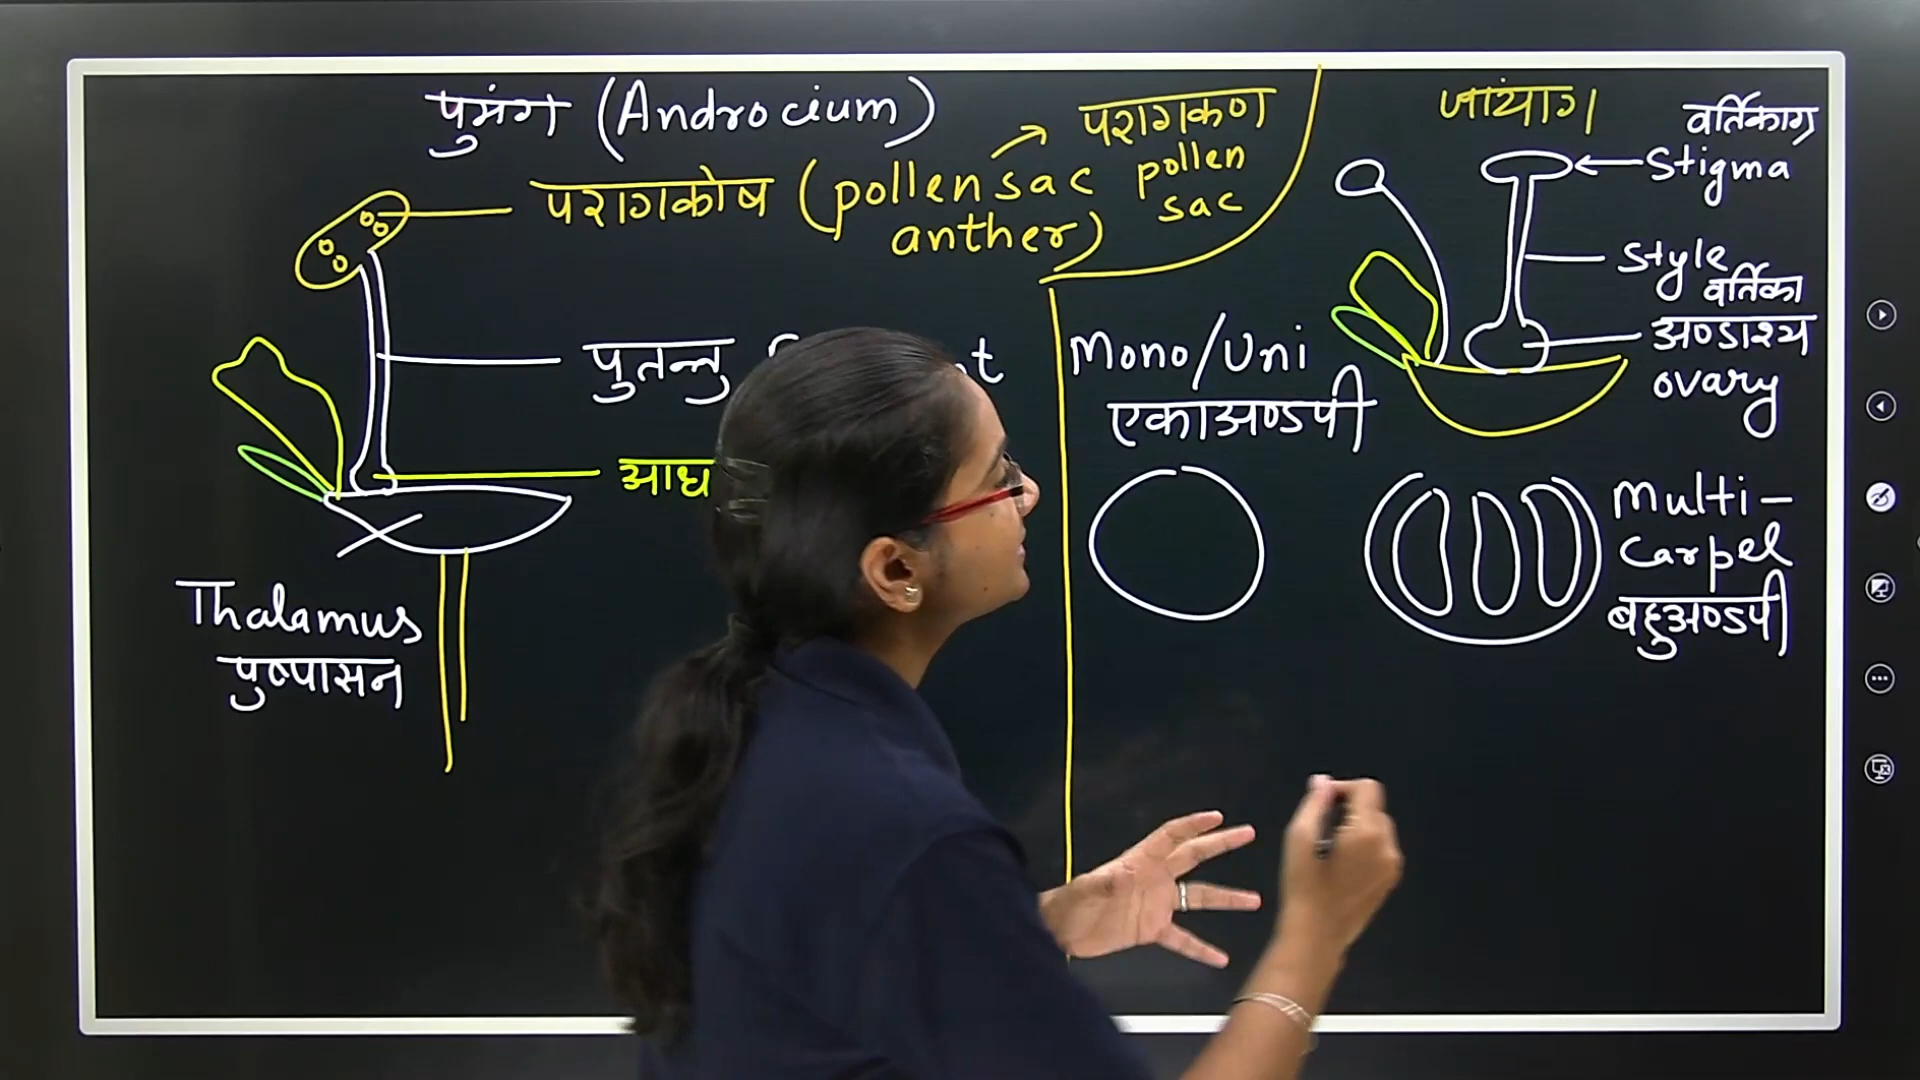 पुमंग (Androcium)
परागकोष (pollen sac
anther)
परागकण
pollen
sac
पुतन्तु
Thalamus
पुष्पासन
जायांग
वर्तिकाग्र
Stigma
Style
वर्तिका
अण्डाश्य
ovary
Mono/Uni
एकाअण्डपी
Multi-
Carpel
बहुअण्डपी